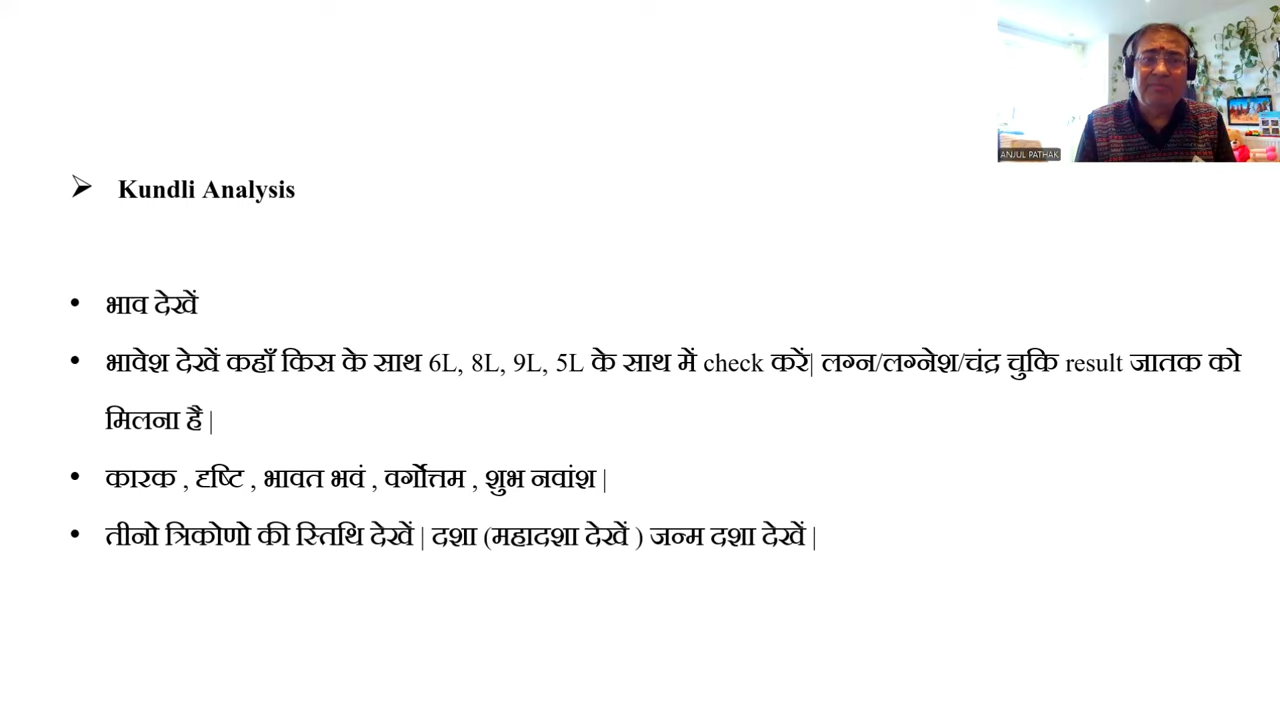 ANJUL PATHAK
➢ Kundli Analysis
• भाव देखें
• भावेश देखें कहाँ किस के साथ 6L, 8L, 9L, 5L के साथ में check करें| लग्न/लग्नेश/चंद्र चुकि result जातक को
मिलना हैं |
• कारक , दृष्टि , भावत भवं , वर्गोत्तम , शुभ नवांश |
• तीनो त्रिकोणो की स्तिथि देखें | दशा (महादशा देखें ) जन्म दशा देखें |